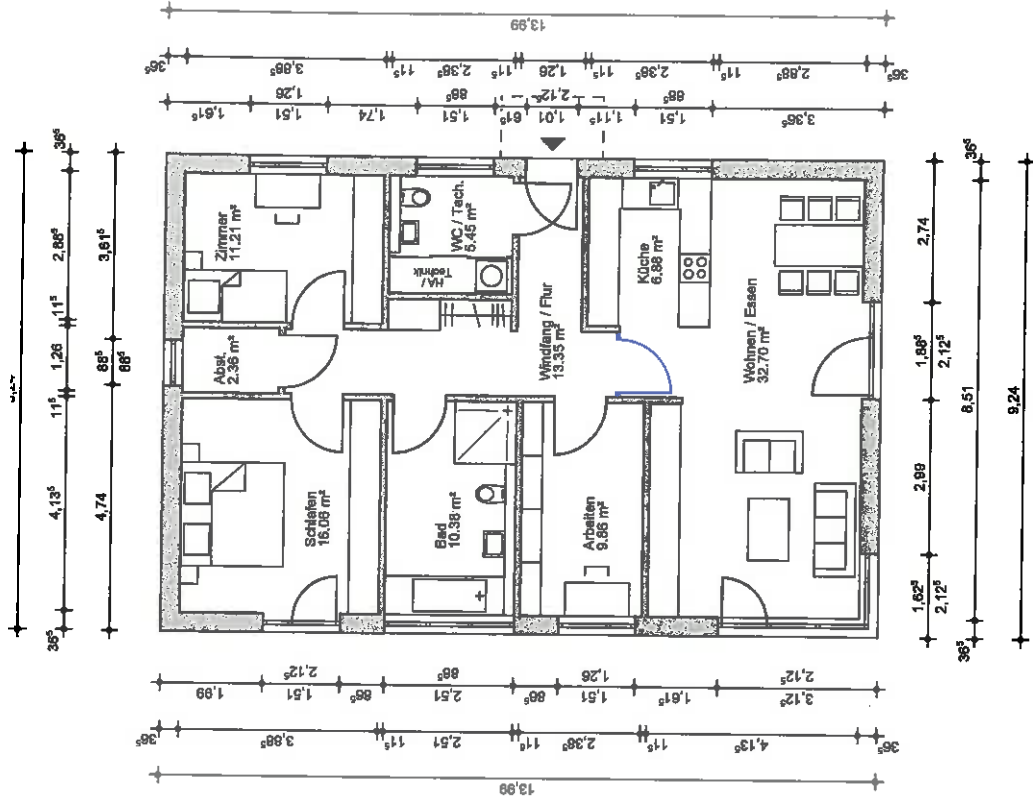 13,99
36⁵ 3,88⁵ 11⁵ 2,38⁵ 11⁵ 1,26 11⁵ 2,38⁵ 11⁵ 2,88⁵ 36⁵
1,26 88⁵ 2,12⁵ 88⁵
1,61⁵ 1,51 1,74 1,51 61⁵ 1,01 1,11⁵ 1,51 3,36⁵
36⁵ 2,88⁵ 11⁵ 1,26 11⁵ 4,13⁵ 36⁵
3,61⁵ 88⁵ 4,74
88⁵
Zimmer
11.21 m²
WC / Tech.
5.45 m²
HA /
Technik
Küche
6.88 m²
Abst.
2.36 m²
Windfang / Flur
13.35 m²
Wohnen / Essen
32.70 m²
Schlafen
16.06 m²
Bad
10.38 m²
Arbeiten
9.86 m²
2,74 1,88⁵ 2,99 1,62⁵
2,12⁵ 2,12⁵
36⁵ 8,51 36⁵
9,24
2,12⁵ 88⁵ 1,26 2,12⁵
1,99 1,51 86⁵ 2,51 86⁵ 1,51 1,61⁵ 3,12⁵
36⁵ 3,88⁵ 11⁵ 2,51 11⁵ 2,38⁵ 11⁵ 4,13⁵ 36⁵
13,99